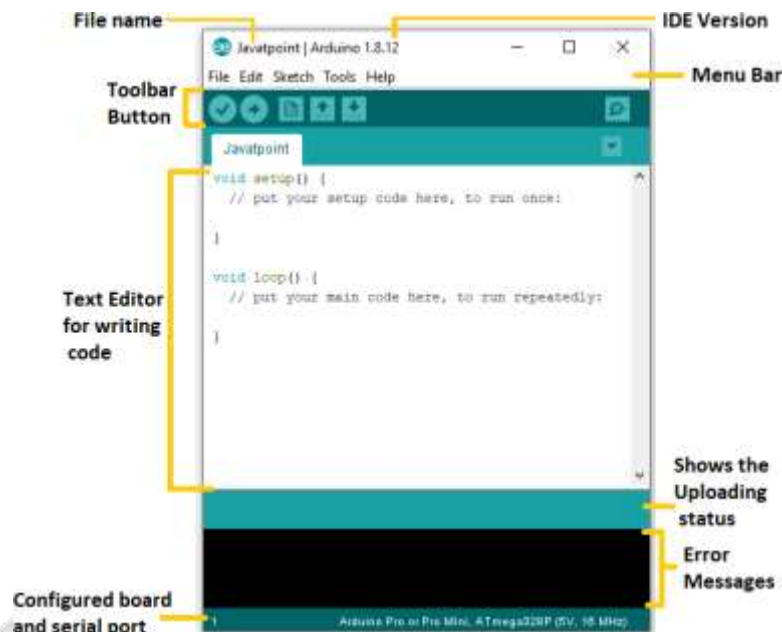 File name
IDE Version
Javatpoint | Arduino 1.8.12
File Edit Sketch Tools Help
Menu Bar
Toolbar
Button
Javatpoint
void setup() {
// put your setup code here, to run once:
}
void loop() {
// put your main code here, to run repeatedly:
}
Text Editor
for writing
code
Shows the
Uploading
status
Error
Messages
Configured board
and serial port
1
Arduino Pro or Pro Mini, ATmega328P (5V, 16 MHz)